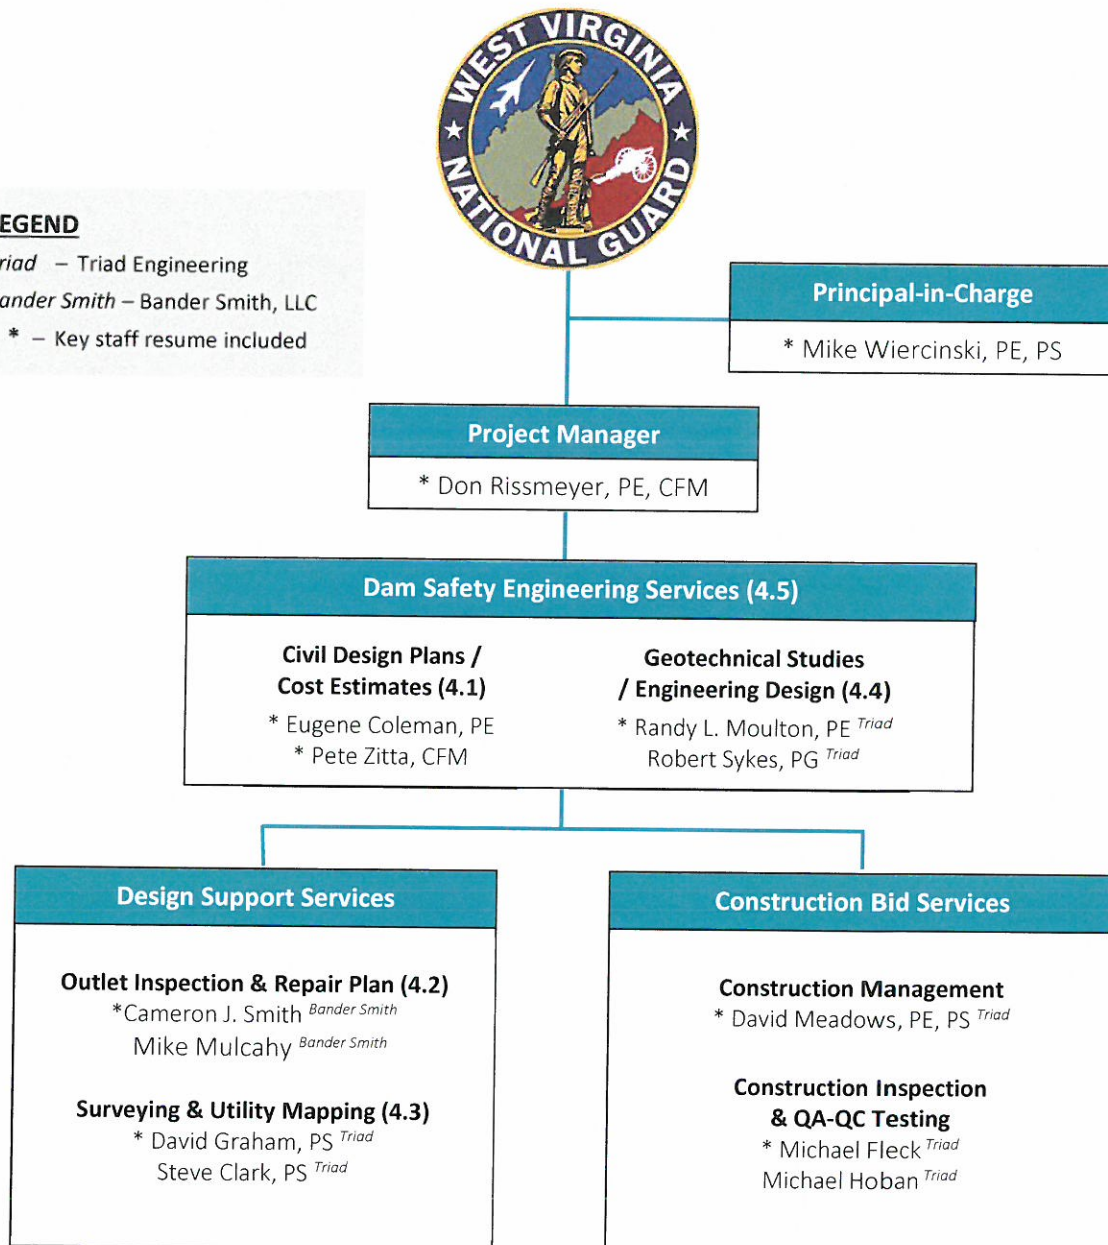 WEST VIRGINIA
NATIONAL GUARD
EGEND
riad – Triad Engineering
ander Smith – Bander Smith, LLC
* – Key staff resume included
Principal-in-Charge
* Mike Wiercinski, PE, PS
Project Manager
* Don Rissmeyer, PE, CFM
Dam Safety Engineering Services (4.5)
Civil Design Plans /
Cost Estimates (4.1)
* Eugene Coleman, PE
* Pete Zitta, CFM
Geotechnical Studies
/ Engineering Design (4.4)
* Randy L. Moulton, PE Triad
Robert Sykes, PG Triad
Design Support Services
Outlet Inspection & Repair Plan (4.2)
*Cameron J. Smith Bander Smith
Mike Mulcahy Bander Smith
Surveying & Utility Mapping (4.3)
* David Graham, PS Triad
Steve Clark, PS Triad
Construction Bid Services
Construction Management
* David Meadows, PE, PS Triad
Construction Inspection
& QA-QC Testing
* Michael Fleck Triad
Michael Hoban Triad